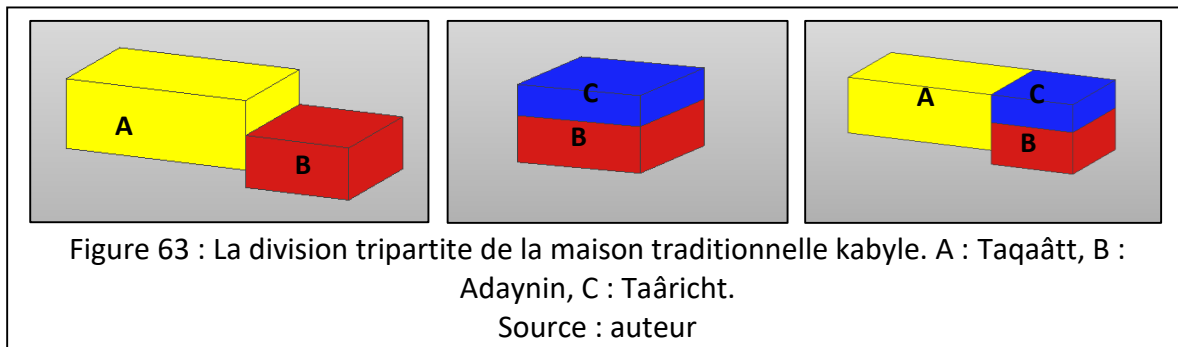 A
B
C
B
A
C
B
Figure 63 : La division tripartite de la maison traditionnelle kabyle. A : Taqaâtt, B :
Adaynin, C : Taâricht.
Source : auteur